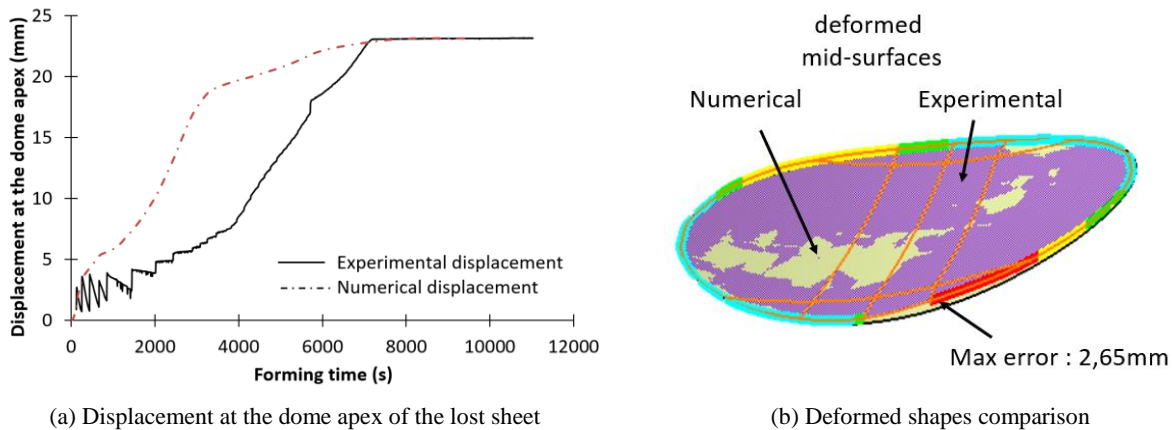 Displacement at the dome apex (mm)
25
20
15
10
5
0
0
2000
4000
6000
8000
10000
12000
Experimental displacement
Numerical displacement
Forming time (s)
(a) Displacement at the dome apex of the lost sheet
deformed
mid-surfaces
Numerical
Experimental
Max error : 2,65mm
(b) Deformed shapes comparison